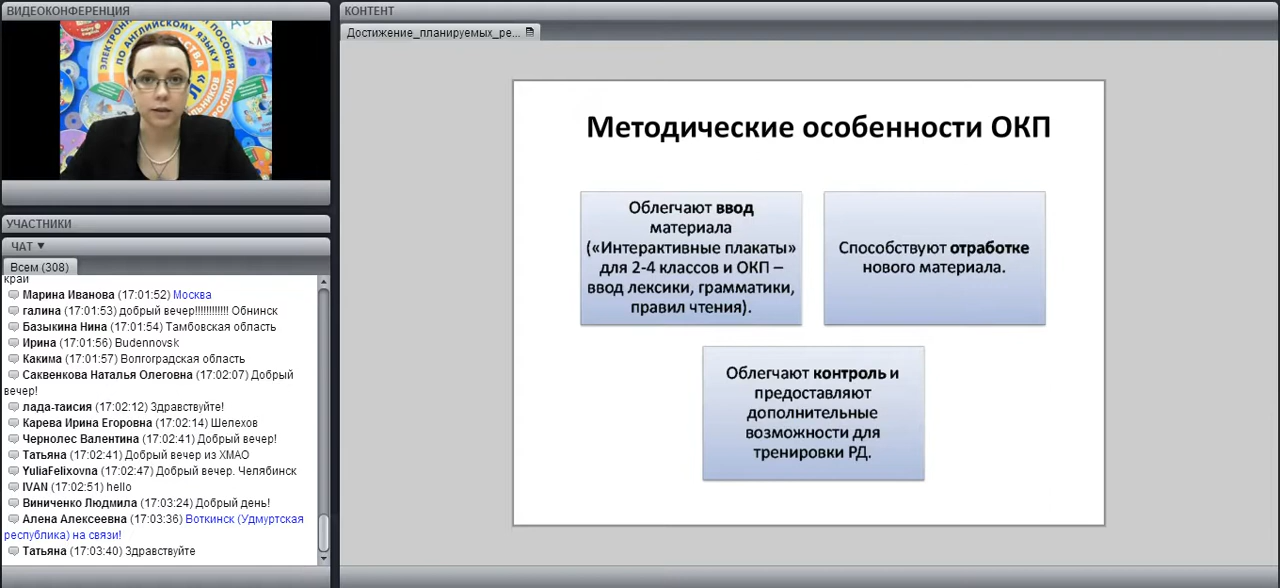 ВИДЕОКОНФЕРЕНЦИЯ
ЭЛЕКТРОННЫЕ
ПОСОБИЯ
ПО АНГЛИЙСКОМУ ЯЗЫКУ
УЧАСТНИКИ
ЧАТ ▼
Всем (308)
край
Марина Иванова (17:01:52) Москва
галина (17:01:53) добрый вечер!!!!!!!!!!!! Обнинск
Базыкина Нина (17:01:54) Тамбовская область
Ирина (17:01:56) Budennovsk
Какима (17:01:57) Волгоградская область
Саквенкова Наталья Олеговна (17:02:07) Добрый
вечер!
лада-таисия (17:02:12) Здравствуйте!
Карева Ирина Егоровна (17:02:14) Шелехов
Чернолес Валентина (17:02:41) Добрый вечер!
Татьяна (17:02:41) Добрый вечер из ХМАО
YuliaFelixovna (17:02:47) Добрый вечер. Челябинск
IVAN (17:02:51) hello
Виниченко Людмила (17:03:24) Добрый день!
Алена Алексеевна (17:03:36) Воткинск (Удмуртская
республика) на связи!
Татьяна (17:03:40) Здравствуйте
КОНТЕНТ
Достижение_планируемых_ре...
Методические особенности ОКП
Облегчают ввод
материала
(«Интерактивные плакаты»
для 2-4 классов и ОКП –
ввод лексики, грамматики,
правил чтения).
Способствуют отработке
нового материала.
Облегчают контроль и
предоставляют
дополнительные
возможности для
тренировки РД.